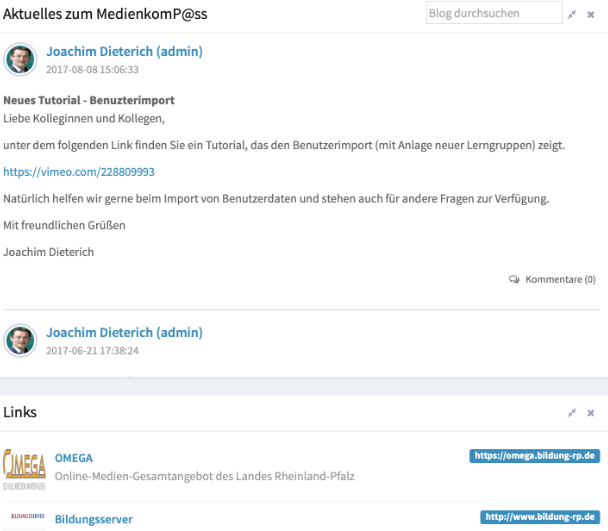 Aktuelles zum MedienkomP@ss
Blog durchsuchen
Joachim Dieterich (admin)
2017-08-08 15:06:33
Neues Tutorial - Benuzterimport
Liebe Kolleginnen und Kollegen,
unter dem folgenden Link finden Sie ein Tutorial, das den Benutzerimport (mit Anlage neuer Lerngruppen) zeigt.
https://vimeo.com/228809993
Natürlich helfen wir gerne beim Import von Benutzerdaten und stehen auch für andere Fragen zur Verfügung.
Mit freundlichen Grüßen
Joachim Dieterich
Kommentare (0)
Joachim Dieterich (admin)
2017-06-21 17:38:24
Links
OMEGA
OMEGA
https://omega.bildung-rp.de
Online-Medien-Gesamtangebot des Landes Rheinland-Pfalz
BILDUNGSSERVER
Bildungsserver
http://www.bildung-rp.de